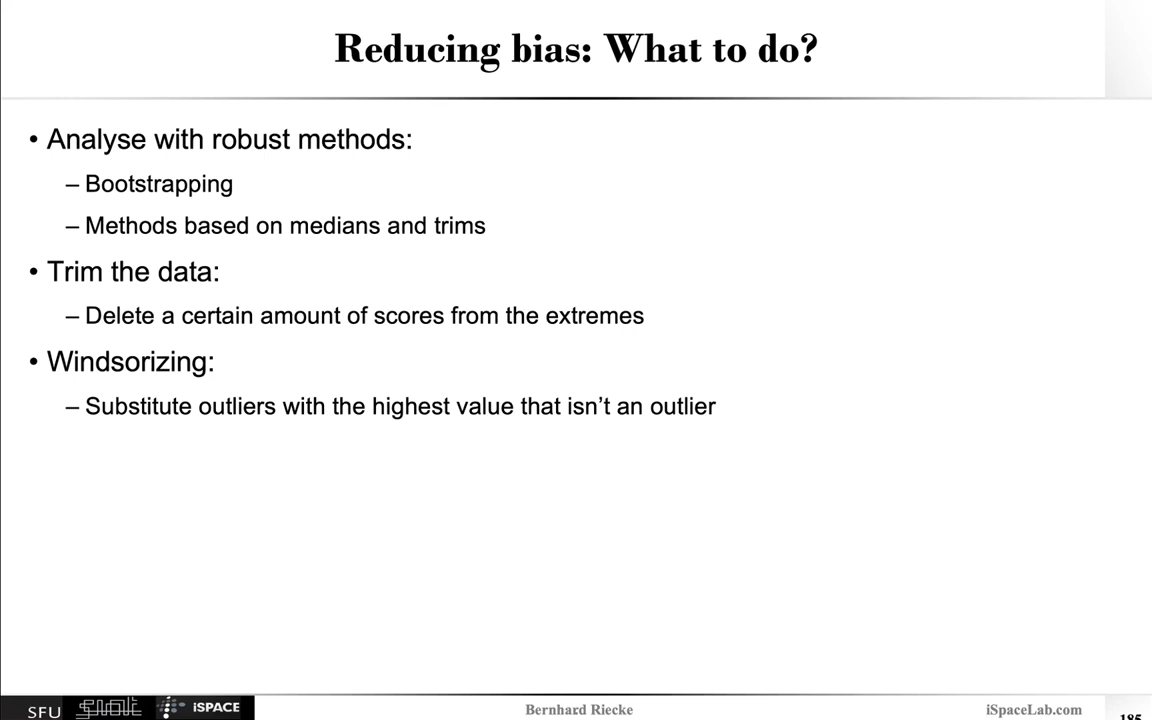 Reducing bias: What to do?
• Analyse with robust methods:
– Bootstrapping
– Methods based on medians and trims
• Trim the data:
– Delete a certain amount of scores from the extremes
• Windsorizing:
– Substitute outliers with the highest value that isn’t an outlier
SFU iSPACE
Bernhard Riecke
iSpaceLab.com
185